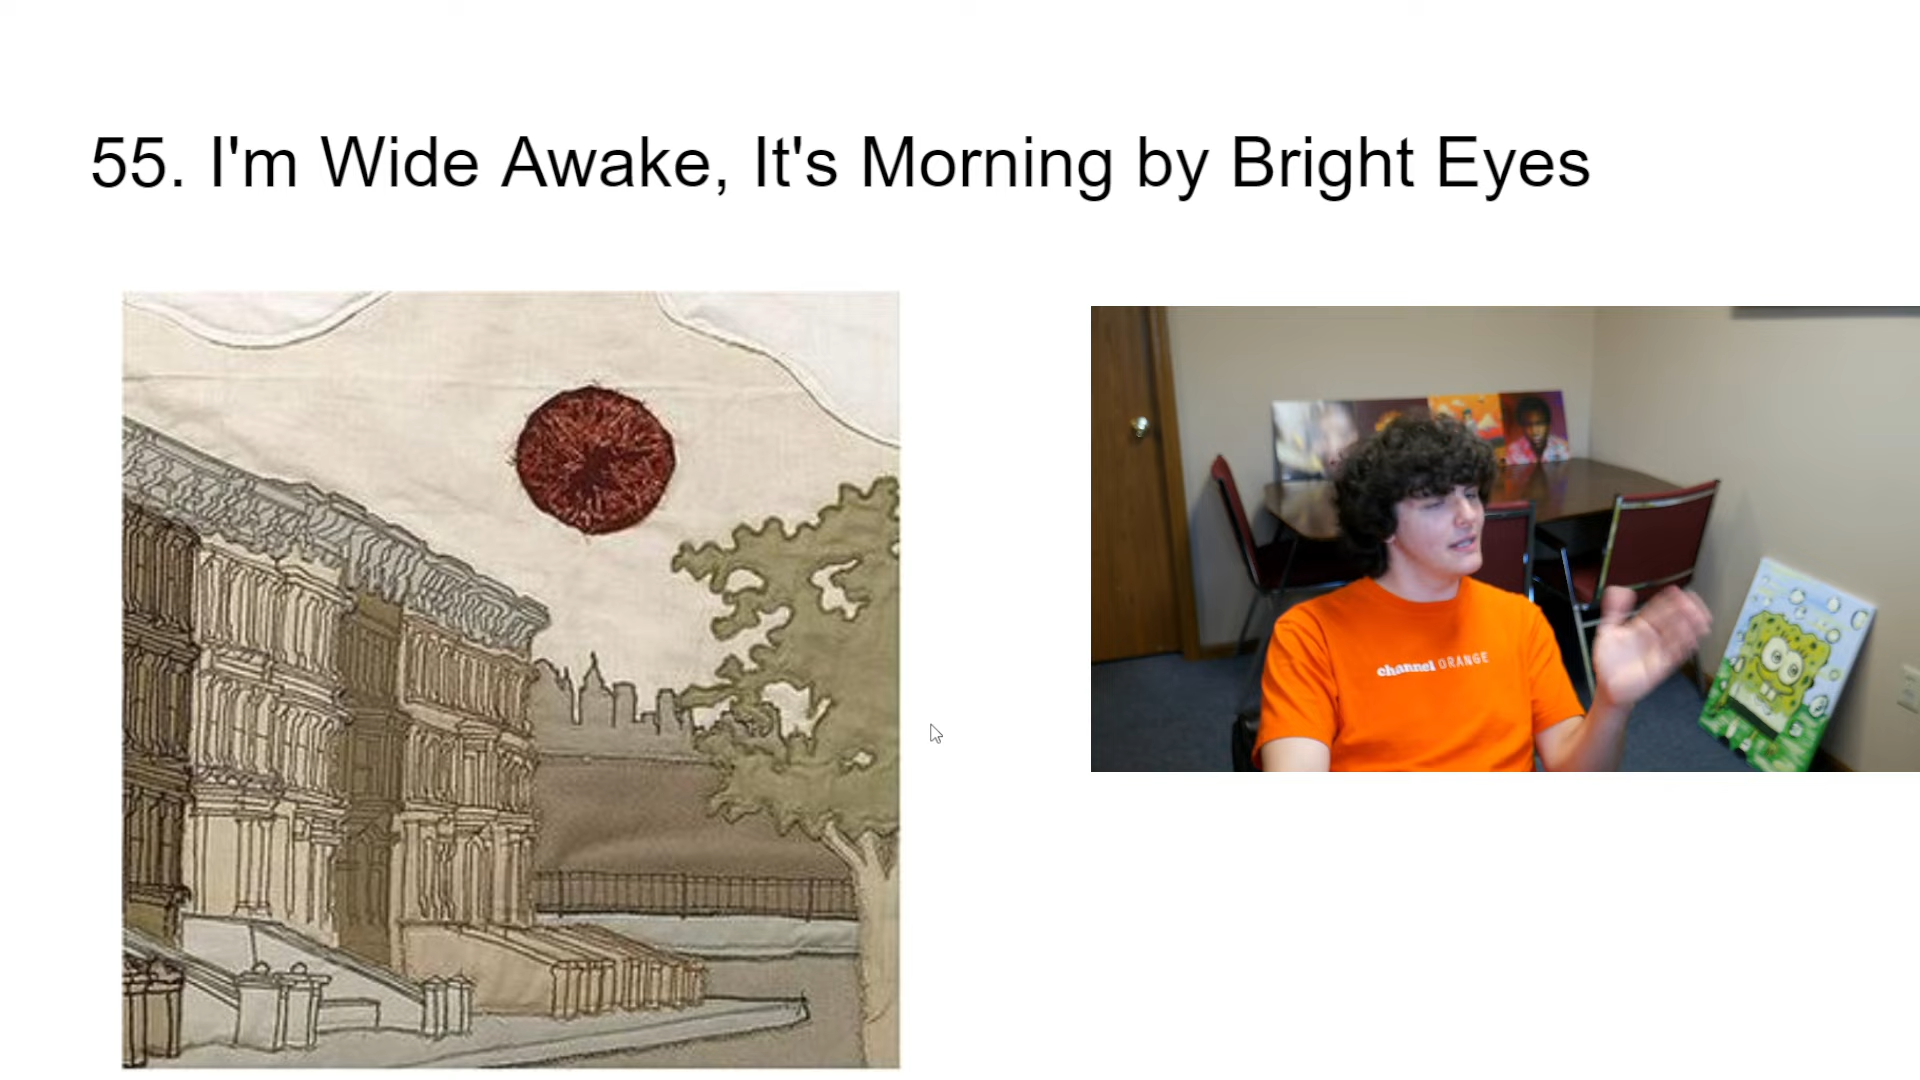 55. I'm Wide Awake, It's Morning by Bright Eyes
channel ORANGE